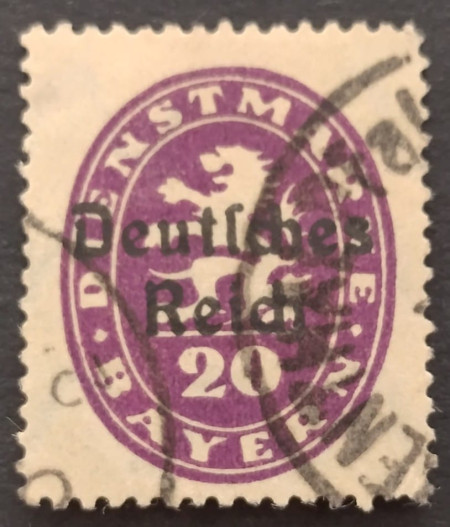 DIENSTMARKE
Deutsches
Reich
20
BAYERN